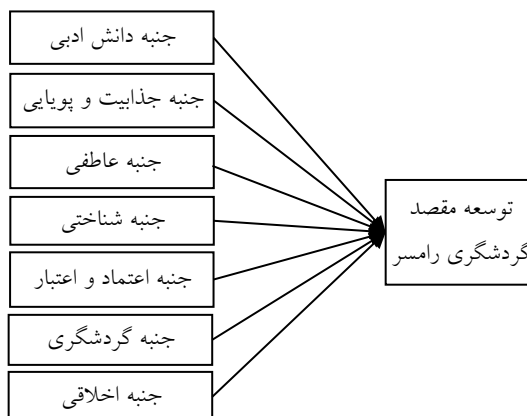 جنبه دانش ادبی
جنبه جذابیت و پویایی
جنبه عاطفی
جنبه شناختی
جنبه اعتماد و اعتبار
جنبه گردشگری
جنبه اخلاقی
توسعه مقصد
گردشگری رامسر